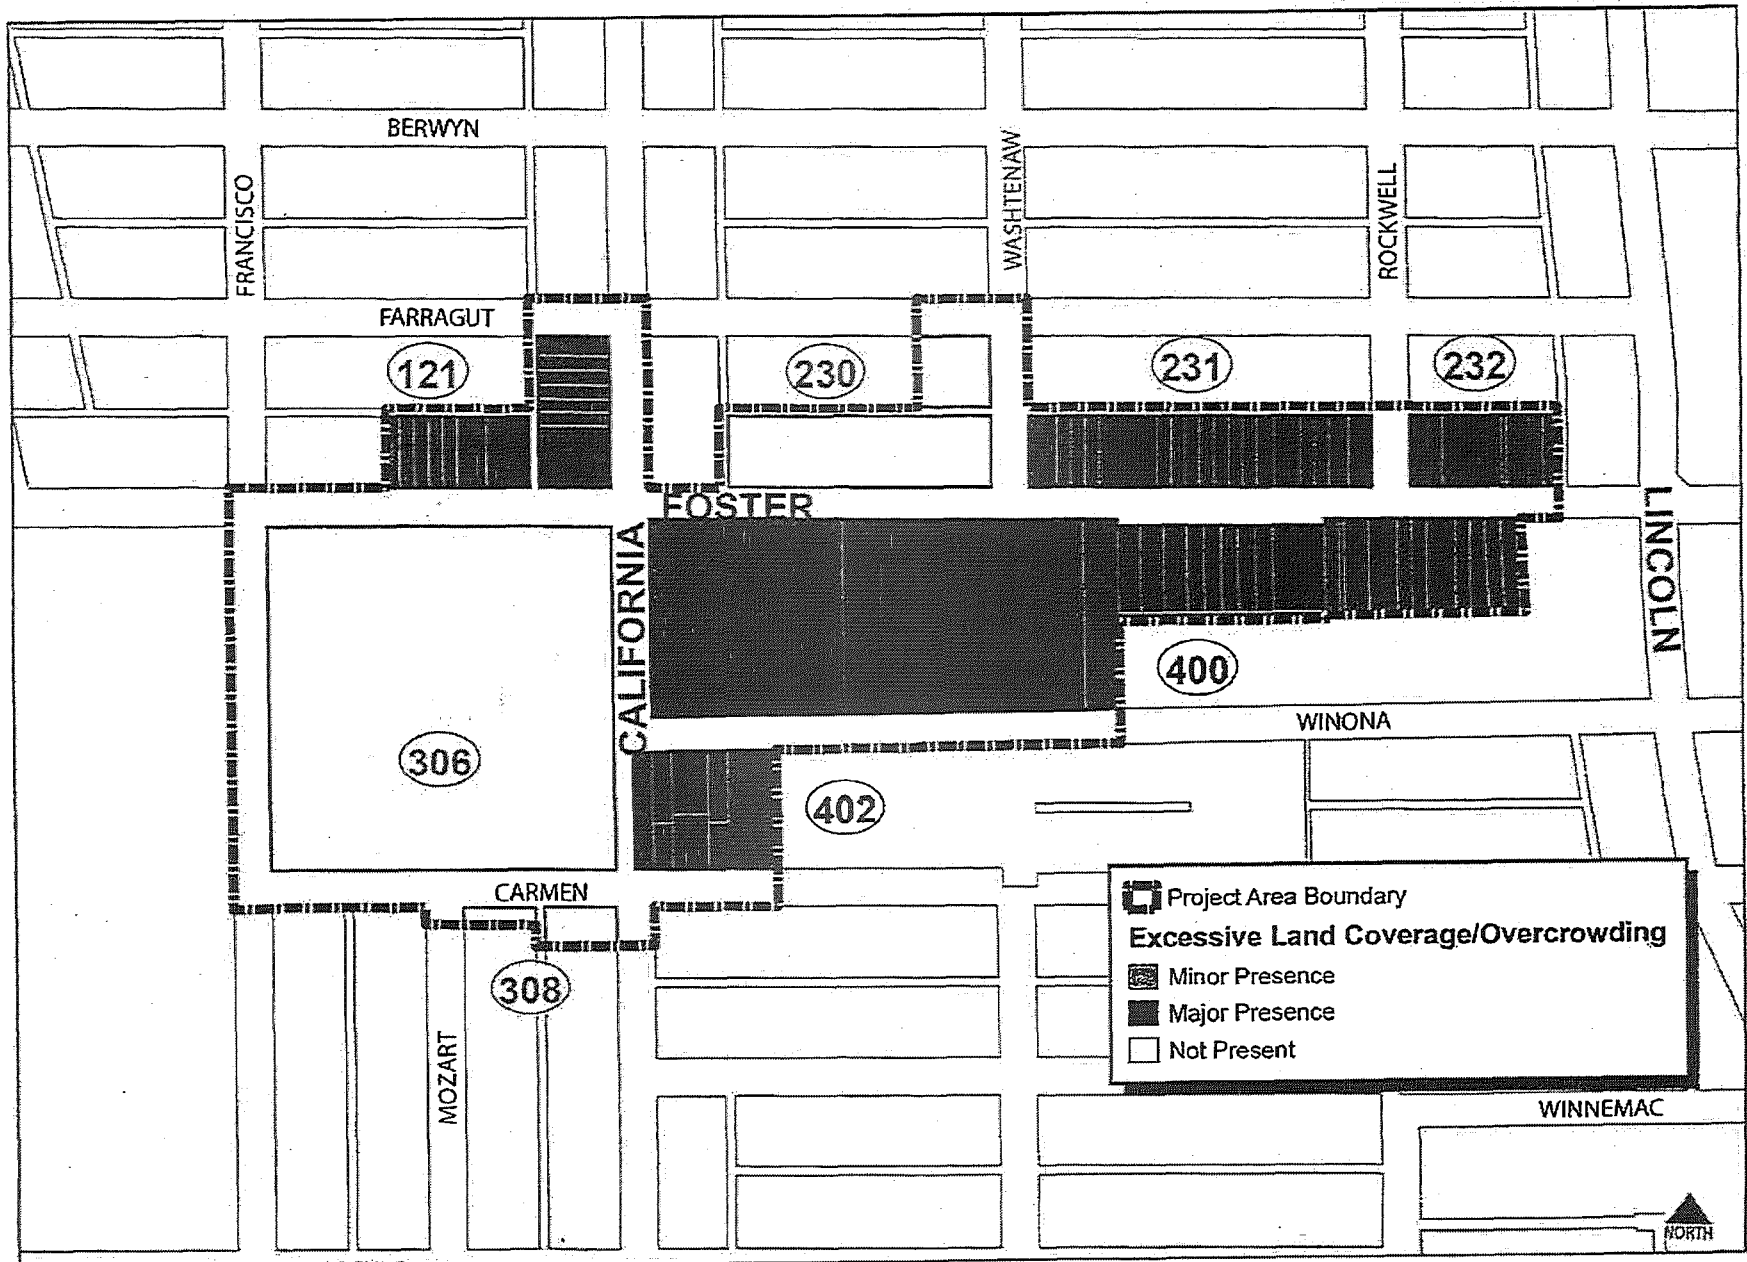 BERWYN
FRANCISCO
WASHTENAW
ROCKWELL
FARRAGUT
121
230
231
232
FOSTER
CALIFORNIA
LINCOLN
400
WINONA
306
402
CARMEN
308
MOZART
Project Area Boundary
Excessive Land Coverage/Overcrowding
Minor Presence
Major Presence
Not Present
WINNEMAC
NORTH